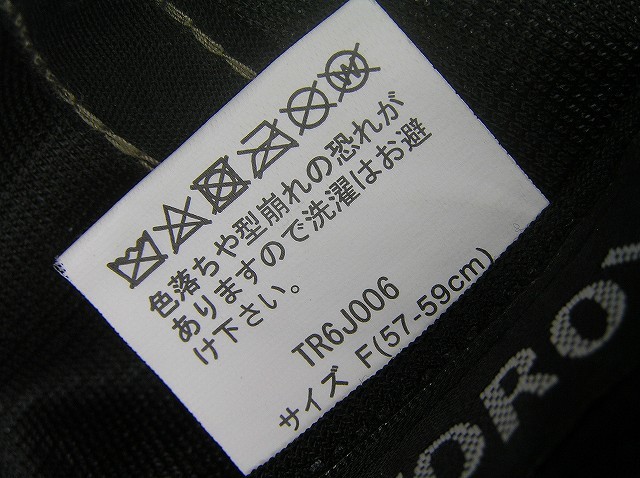 色落ちや型崩れの恐れが
ありますので洗濯はお避
け下さい。
TR6J006
サイズ F(57-59cm)
ORO